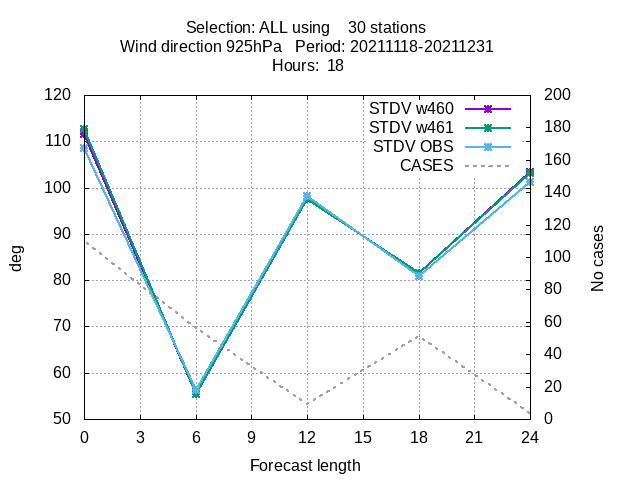 Selection: ALL using 30 stations
Wind direction 925hPa Period: 20211118-20211231
Hours: 18
120
110
100
90
80
70
60
50
200
180
160
140
120
100
80
60
40
20
0
STDV w460
STDV w461
STDV OBS
CASES
deg
No cases
0 3 6 9 12 15 18 21 24
Forecast length